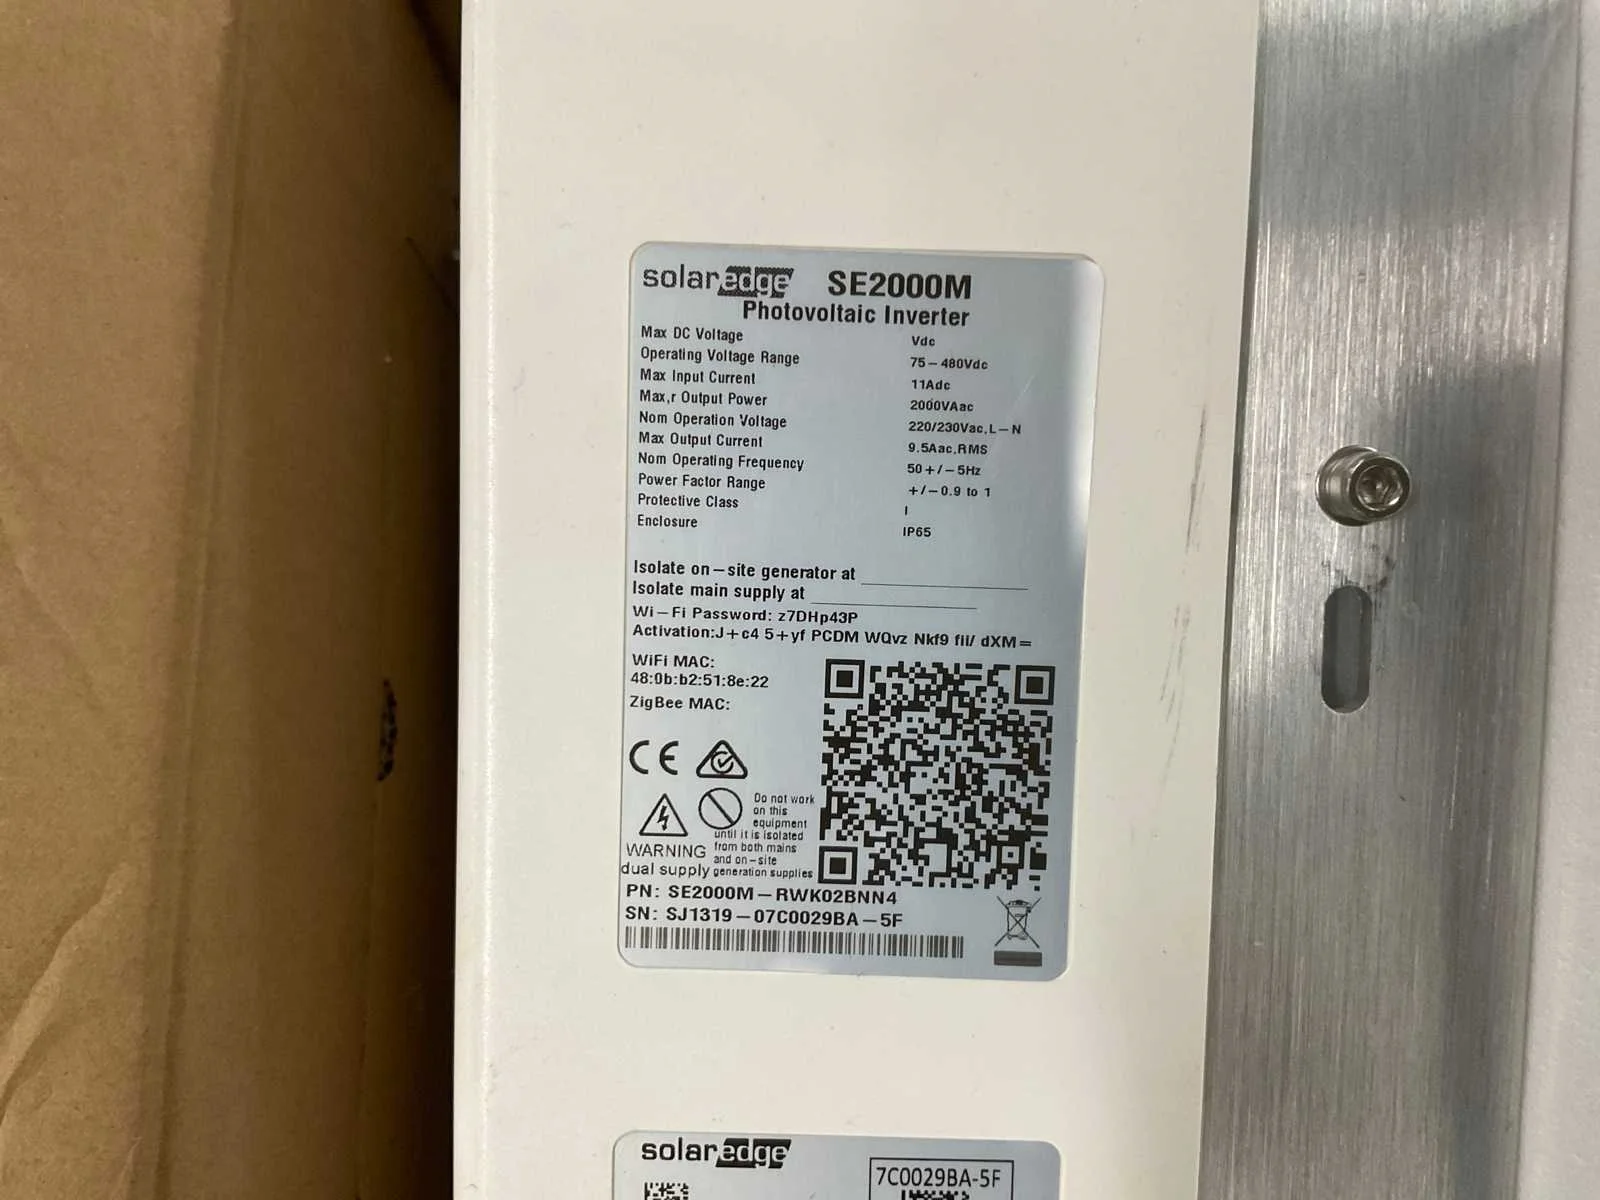 solaredge SE2000M
Photovoltaic Inverter
Max DC Voltage Vdc
Operating Voltage Range 75-480Vdc
Max Input Current 11Adc
Max,r Output Power 2000VAac
Nom Operation Voltage 220/230Vac,L-N
Max Output Current 9.5Aac,RMS
Nom Operating Frequency 50+/-5Hz
Power Factor Range +/-0.9 to 1
Protective Class I
Enclosure IP65
Isolate on-site generator at
Isolate main supply at
Wi-Fi Password: z7DHp43P
Activation:J+c4 5+yf PCDM WQvz Nkf9 fiI/ dXM=
WiFi MAC:
48:0b:b2:51:8e:22
ZigBee MAC:
CE
Do not work
on this
equipment
until it is isolated
from both mains
and on-site
generation supplies
WARNING
dual supply
PN: SE2000M-RWK02BNN4
SN: SJ1319-07C0029BA-5F
solaredge
7C0029BA-5F